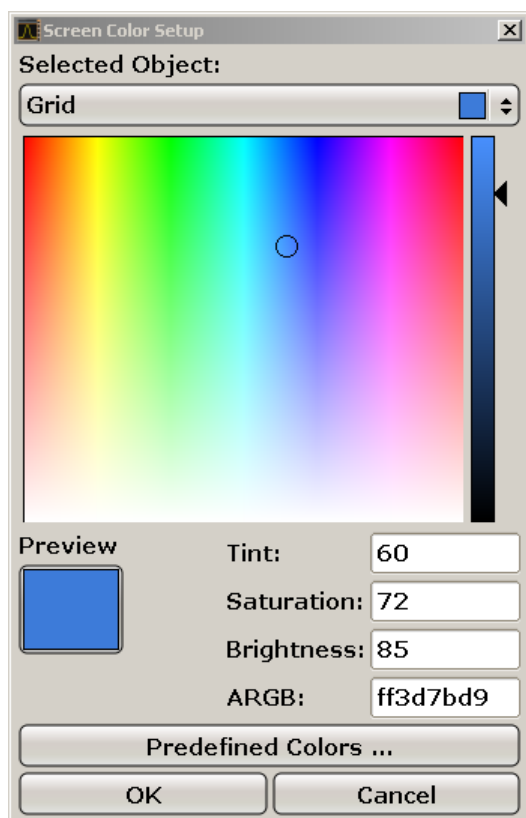 Screen Color Setup
Selected Object:
Grid
Preview
Tint: 60
Saturation: 72
Brightness: 85
ARGB: ff3d7bd9
Predefined Colors ...
OK Cancel